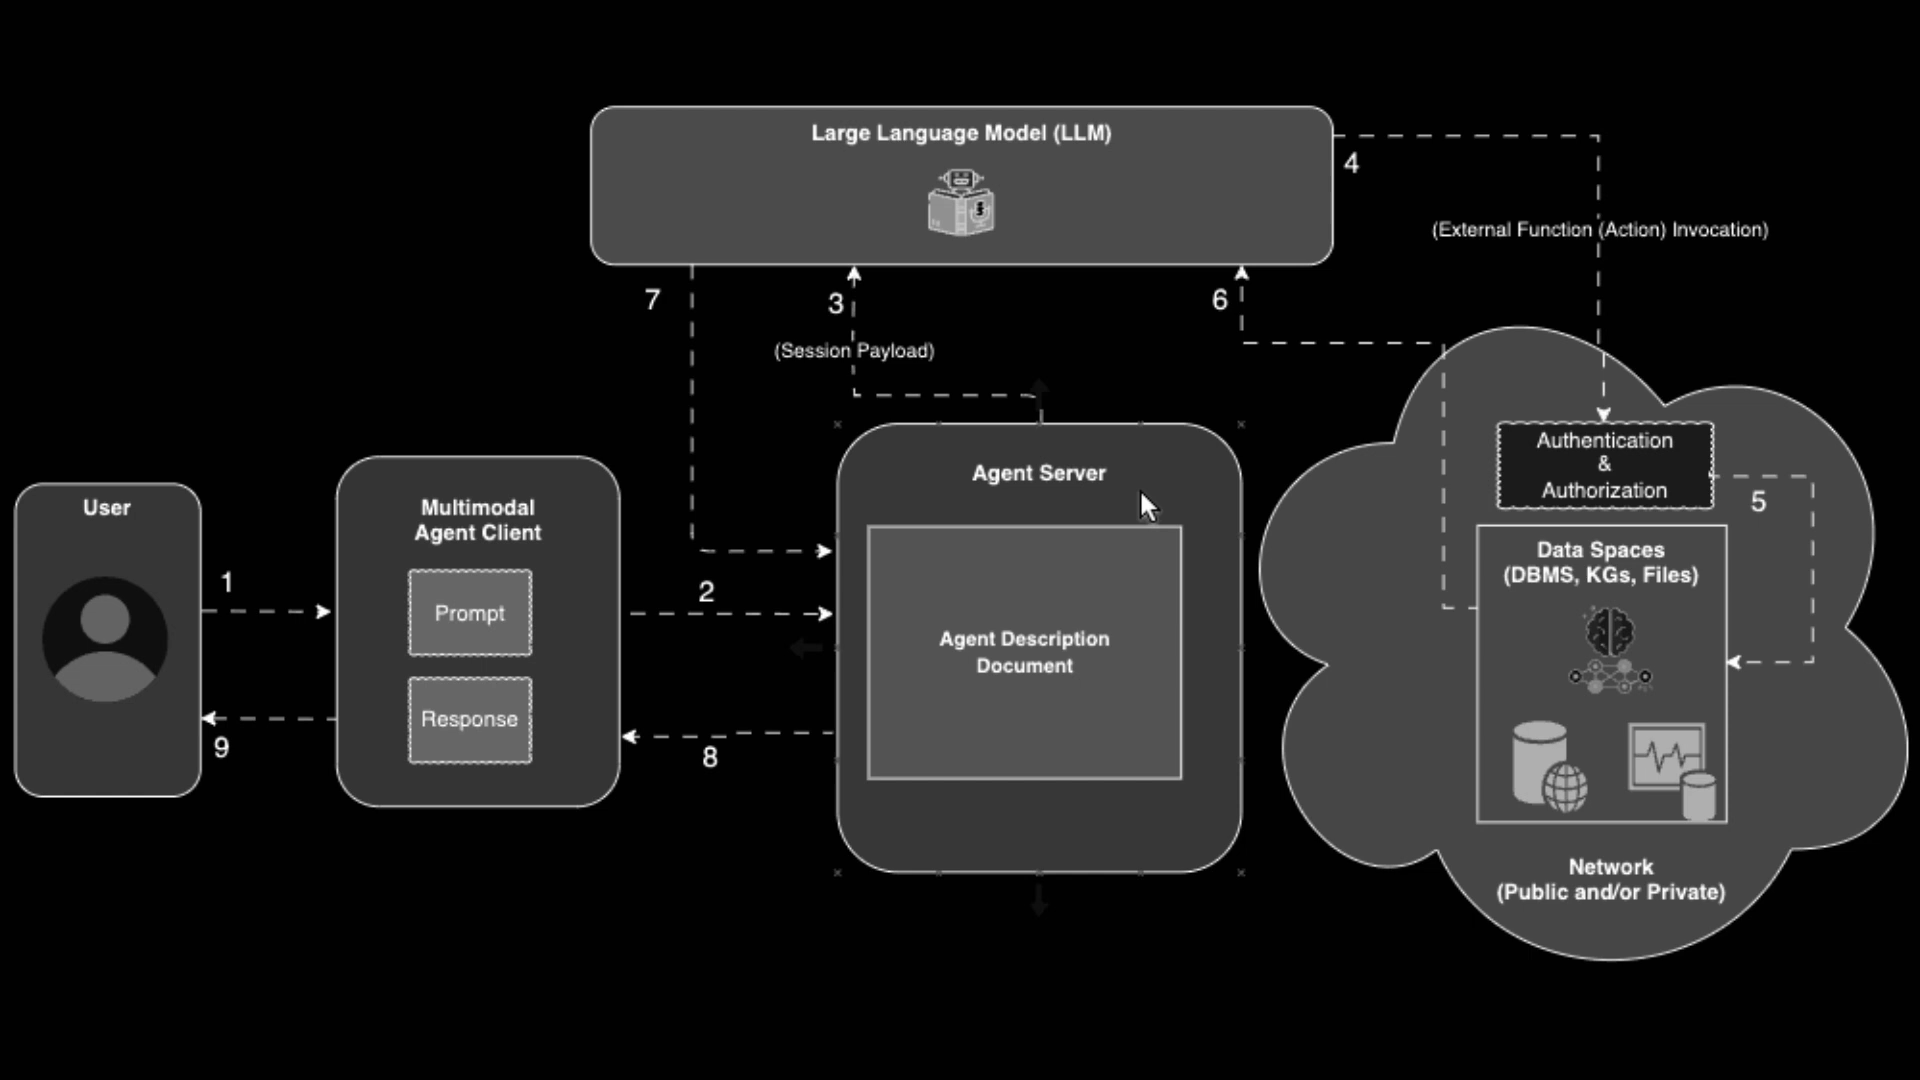 Large Language Model (LLM)
4
(External Function (Action) Invocation)
7
3
6
(Session Payload)
User
1
9
Multimodal
Agent Client
Prompt
Response
2
8
Agent Server
Agent Description
Document
Authentication
&
Authorization
5
Data Spaces
(DBMS, KGs, Files)
Network
(Public and/or Private)